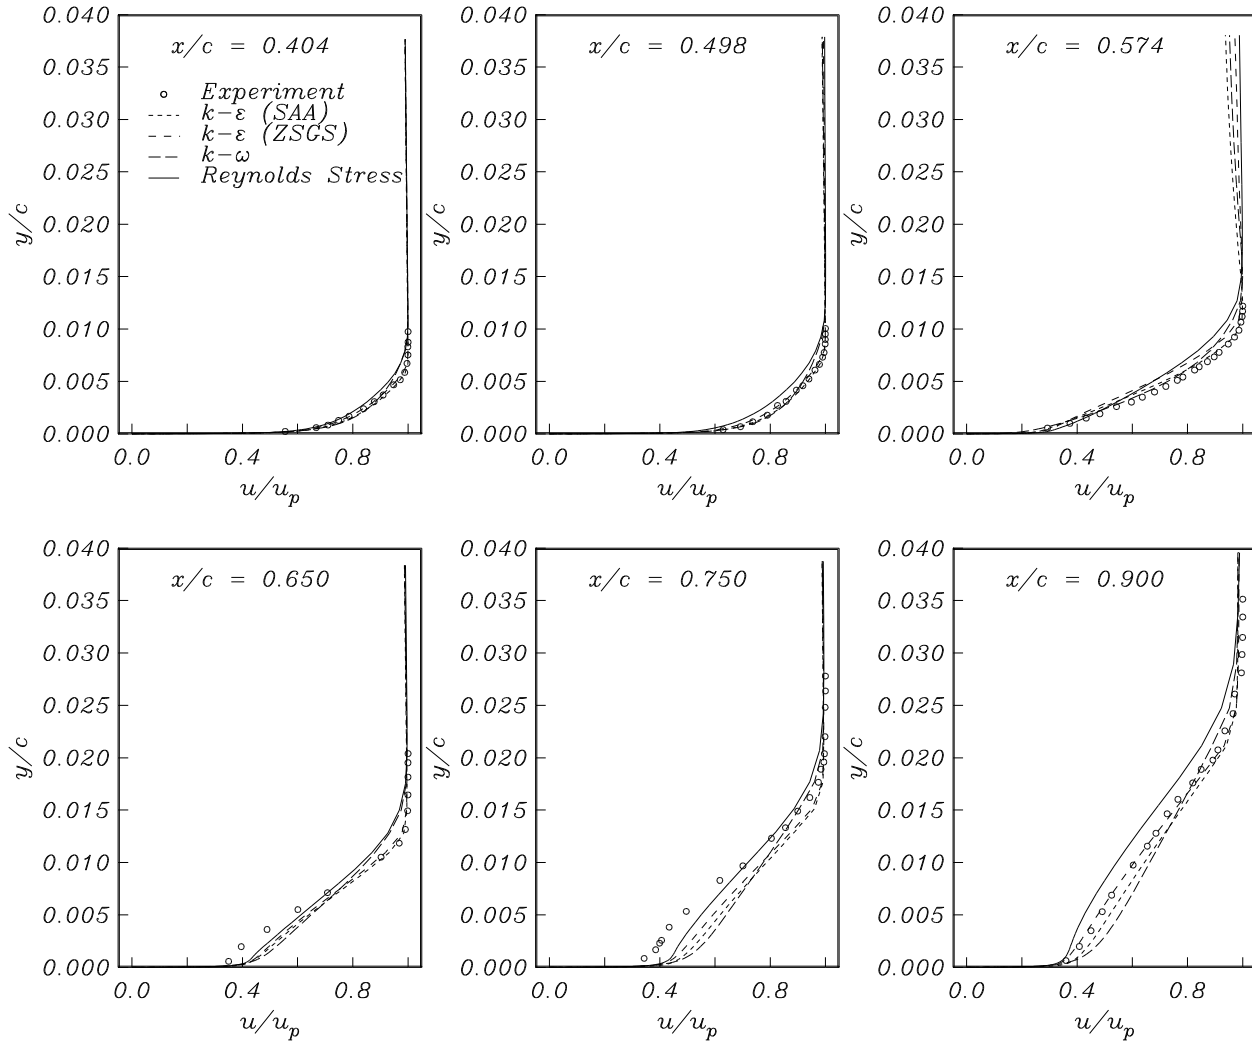 0.040
0.035
0.030
0.025
0.020
0.015
0.010
0.005
0.000
y/c
x/c = 0.404
Experiment
k-ε (SAA)
k-ε (ZSGS)
k-ω
Reynolds Stress
0.0 0.4 0.8
u/u_p
0.040
0.035
0.030
0.025
0.020
0.015
0.010
0.005
0.000
y/c
x/c = 0.498
0.0 0.4 0.8
u/u_p
0.040
0.035
0.030
0.025
0.020
0.015
0.010
0.005
0.000
y/c
x/c = 0.574
0.0 0.4 0.8
u/u_p
0.040
0.035
0.030
0.025
0.020
0.015
0.010
0.005
0.000
y/c
x/c = 0.650
0.0 0.4 0.8
u/u_p
0.040
0.035
0.030
0.025
0.020
0.015
0.010
0.005
0.000
y/c
x/c = 0.750
0.0 0.4 0.8
u/u_p
0.040
0.035
0.030
0.025
0.020
0.015
0.010
0.005
0.000
y/c
x/c = 0.900
0.0 0.4 0.8
u/u_p